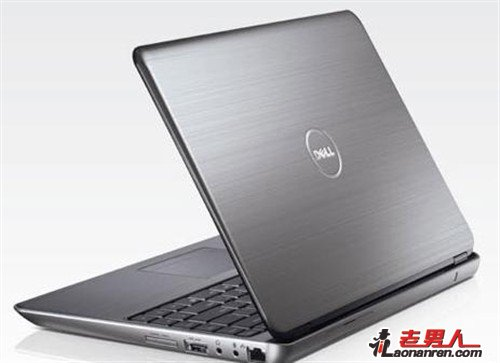 DELL
老男人
Laonanren.com